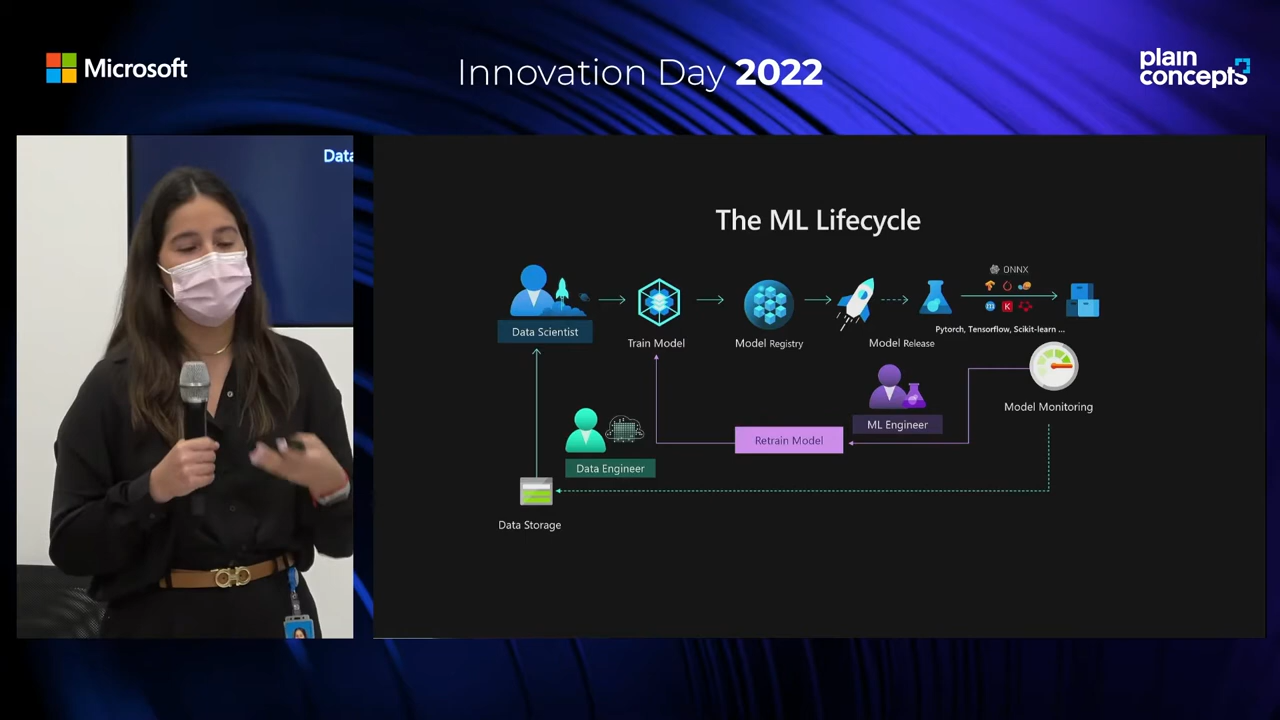 Microsoft
Innovation Day 2022
plain
concepts
Data
The ML Lifecycle
ONNX
Data Scientist
Train Model
Model Registry
Model Release
Pytorch, Tensorflow, Scikit-learn ...
Model Monitoring
ML Engineer
Retrain Model
Data Engineer
Data Storage